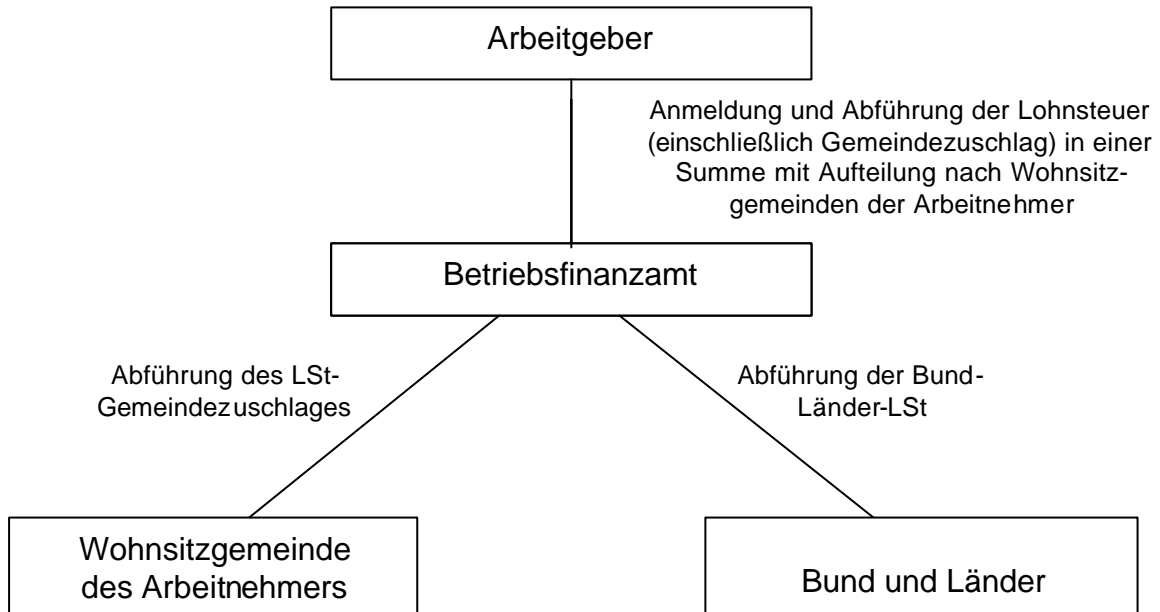 Arbeitgeber
Anmeldung und Abführung der Lohnsteuer
(einschließlich Gemeindezuschlag) in einer
Summe mit Aufteilung nach Wohnsitz-
gemeinden der Arbeitnehmer
Betriebsfinanzamt
Abführung des LSt-
Gemeindezuschlages
Abführung der Bund-
Länder-LSt
Wohnsitzgemeinde
des Arbeitnehmers
Bund und Länder